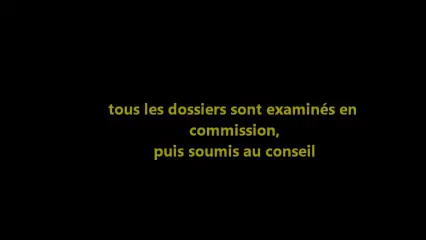 tous les dossiers sont examinés en
commission,
puis soumis au conseil